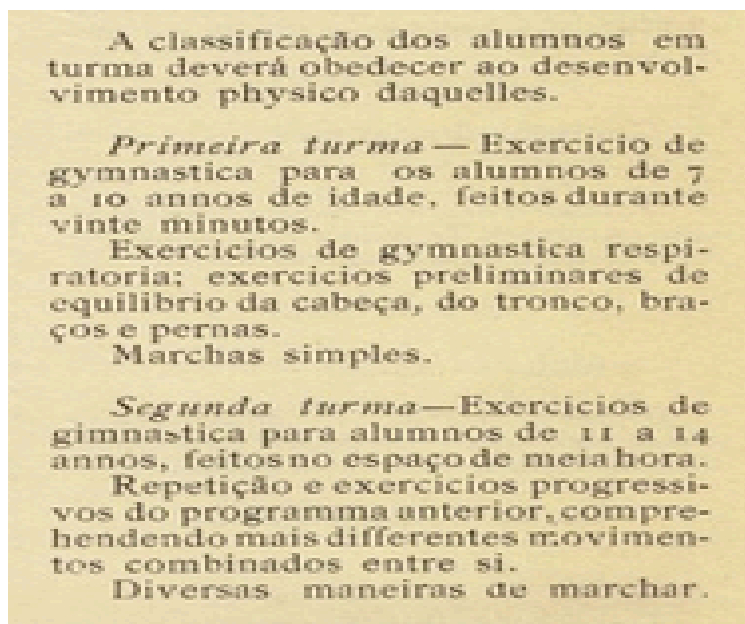 A classificação dos alumnos em
turma deverá obedecer ao desenvol-
vimento physico daquelles.
Primeira turma — Exercicio de
gymnastica para os alumnos de 7
a 10 annos de idade, feitos durante
vinte minutos.
Exercicios de gymnastica respi-
ratoria; exercicios preliminares de
equilibrio da cabeça, do tronco, bra-
ços e pernas.
Marchas simples.
Segunda turma—Exercicios de
gimnastica para alumnos de 11 a 14
annos, feitos no espaço de meia hora.
Repetição e exercicios progressi-
vos do programma anterior, compre-
hendendo mais differentes movimen-
tos combinados entre si.
Diversas maneiras de marchar.